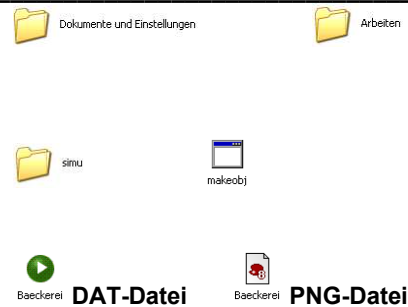 Dokumente und Einstellungen
Arbeiten
simu
makeobj
Baeckerei DAT-Datei
Baeckerei PNG-Datei